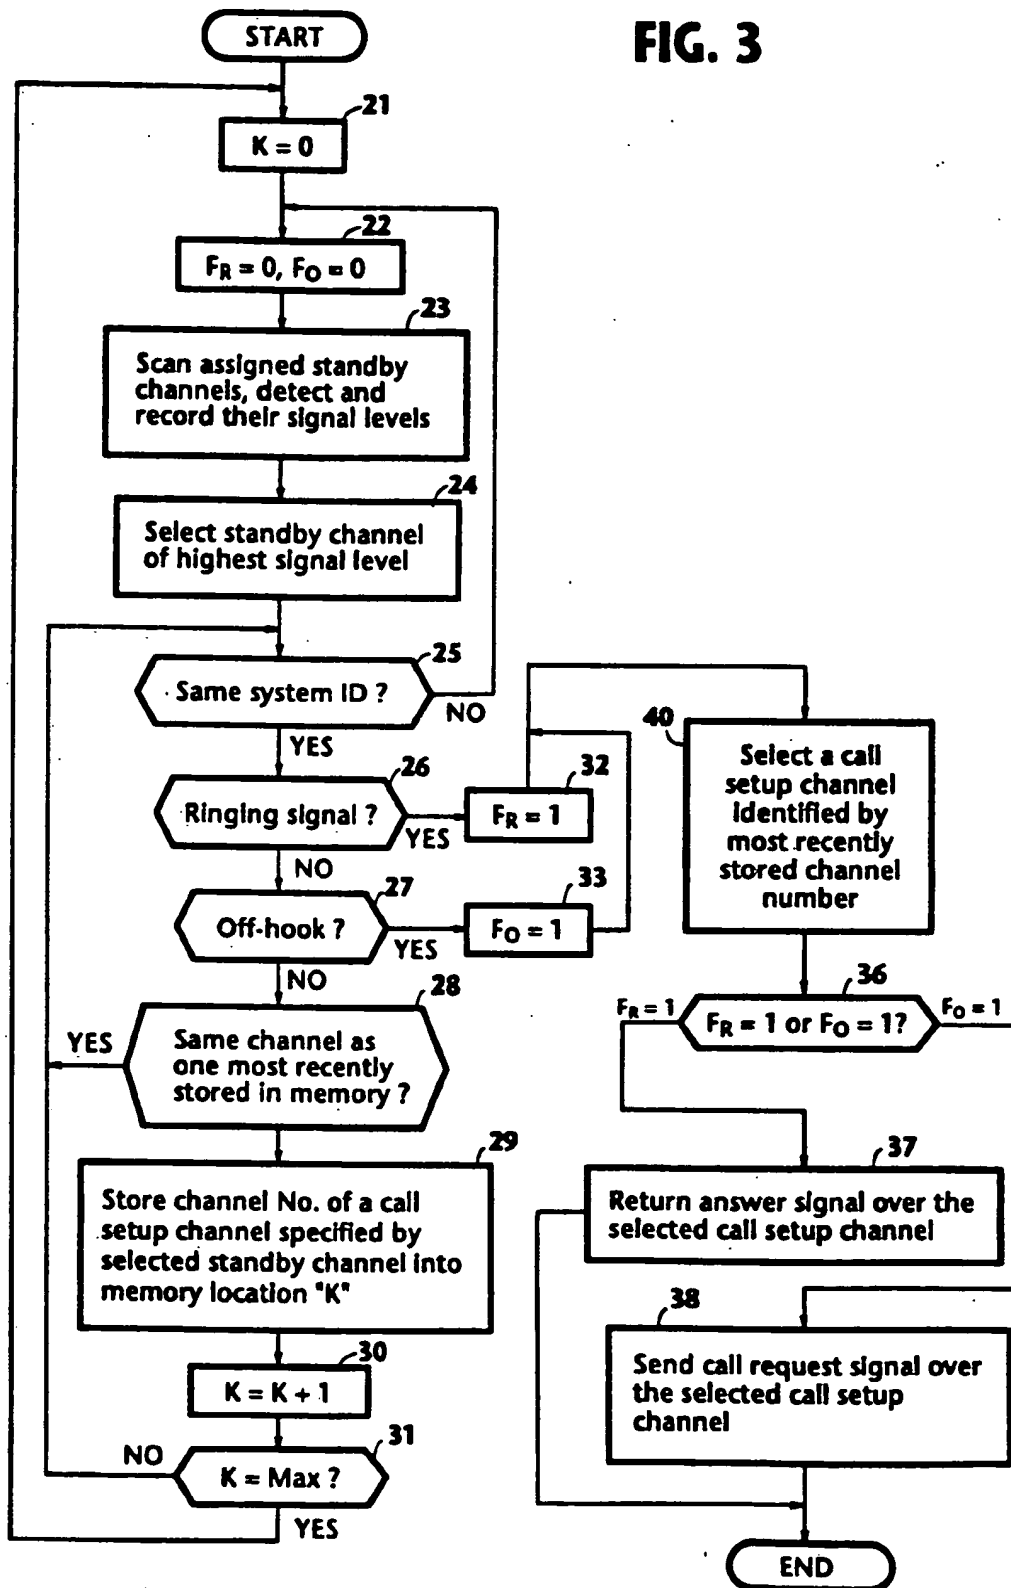 START
FIG. 3
21
K = 0
22
FR = 0, FO = 0
23
Scan assigned standby
channels, detect and
record their signal levels
24
Select standby channel
of highest signal level
25
Same system ID ?
NO
YES
26
Ringing signal ?
YES
NO
32
FR = 1
27
Off-hook ?
YES
NO
33
FO = 1
28
Same channel as
one most recently
stored in memory ?
YES
29
Store channel No. of a call
setup channel specified by
selected standby channel into
memory location "K"
30
K = K + 1
31
K = Max ?
NO
YES
40
Select a call
setup channel
identified by
most recently
stored channel
number
36
FR = 1
FR = 1 or FO = 1?
FO = 1
37
Return answer signal over the
selected call setup channel
38
Send call request signal over
the selected call setup
channel
END